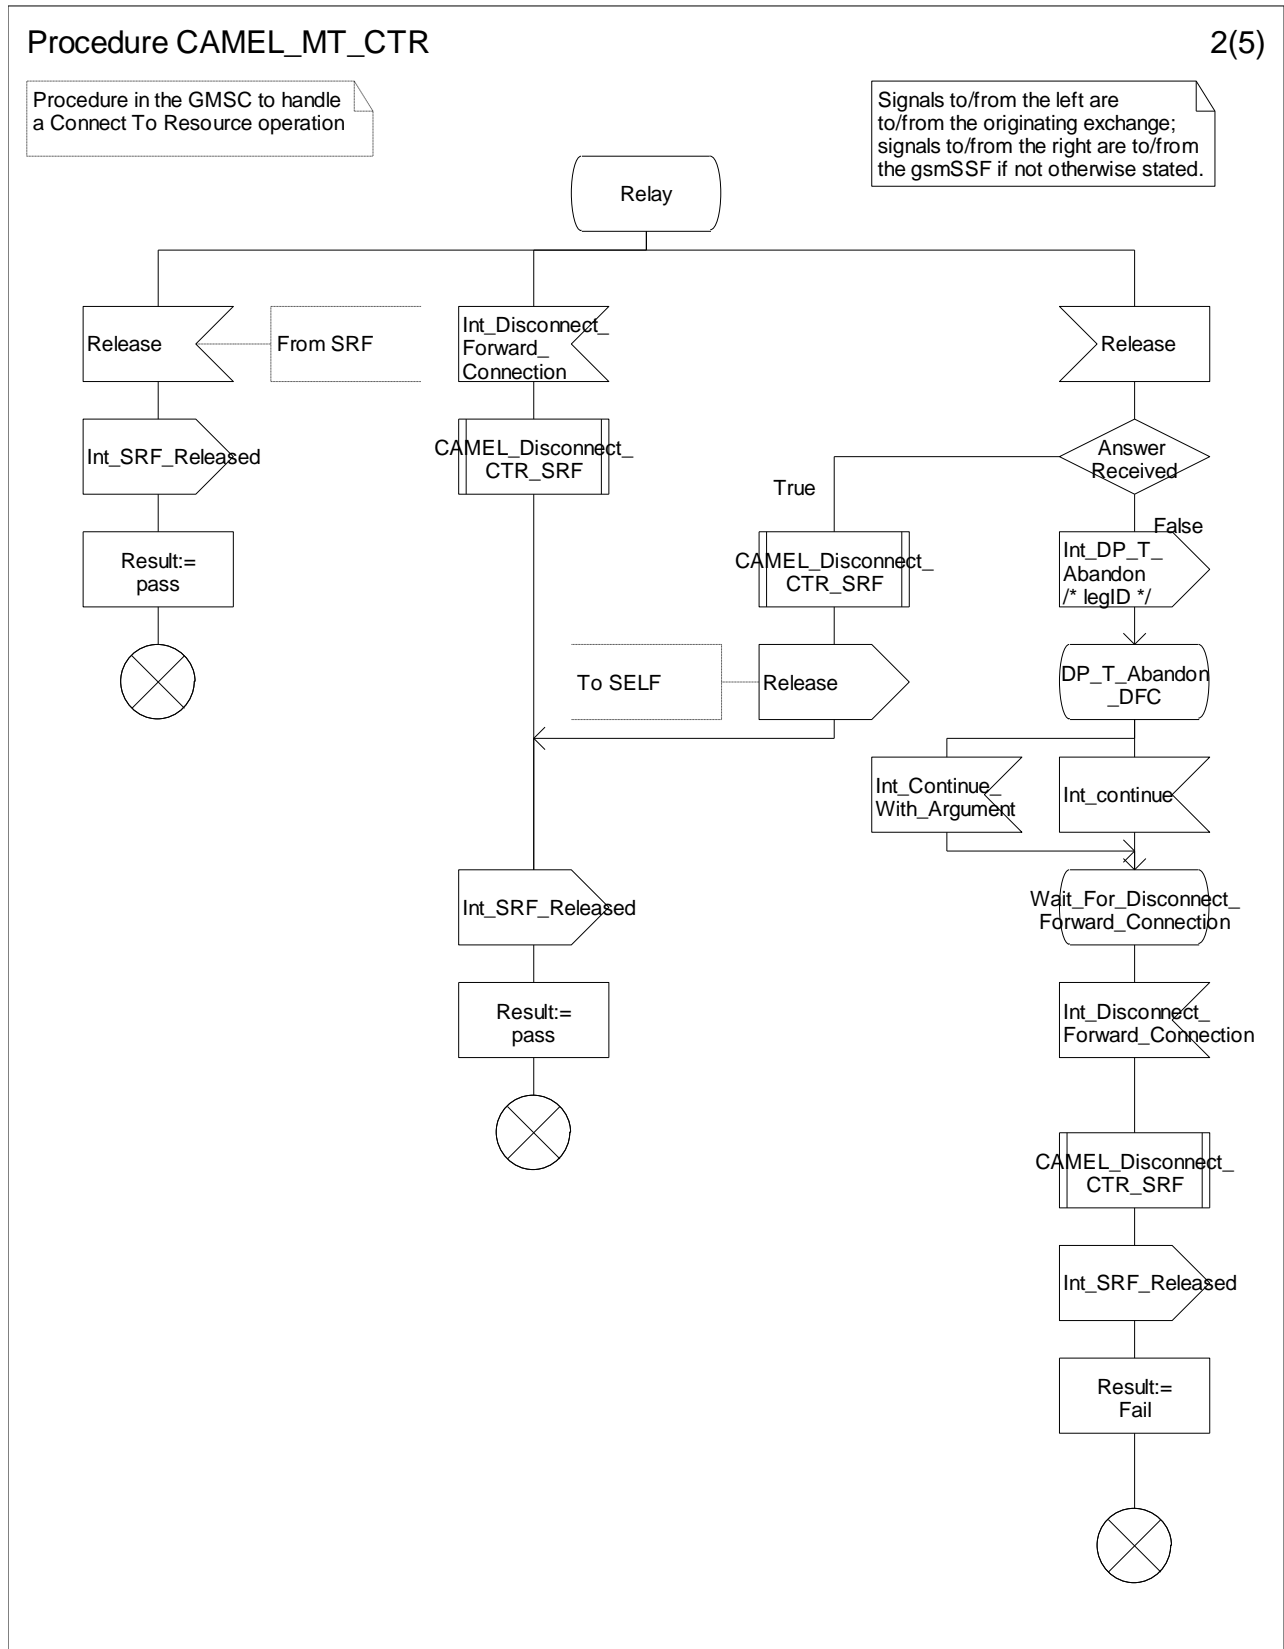 Procedure CAMEL_MT_CTR
2(5)
Procedure in the GMSC to handle
a Connect To Resource operation
Signals to/from the left are
to/from the originating exchange;
signals to/from the right are to/from
the gsmSSF if not otherwise stated.
Relay
Release
From SRF
Int_Disconnect_
Forward_
Connection
Release
Int_SRF_Released
CAMEL_Disconnect_
CTR_SRF
Answer
Received
True
False
Result:=
pass
CAMEL_Disconnect_
CTR_SRF
Int_DP_T_
Abandon
/* legID */
To SELF
Release
DP_T_Abandon
_DFC
Int_Continue_
With_Argument
Int_continue
Int_SRF_Released
Wait_For_Disconnect_
Forward_Connection
Result:=
pass
Int_Disconnect_
Forward_Connection
CAMEL_Disconnect_
CTR_SRF
Int_SRF_Released
Result:=
Fail